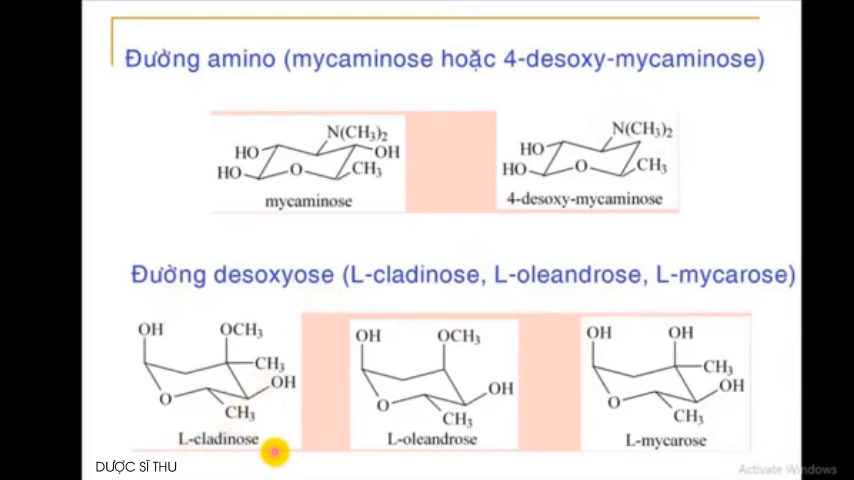 Đường amino (mycaminose hoặc 4-desoxy-mycaminose)
N(CH3)2
HO
OH
HO
O
CH3
mycaminose
N(CH3)2
HO
HO
O
CH3
4-desoxy-mycaminose
Đường desoxyose (L-cladinose, L-oleandrose, L-mycarose)
OH
OCH3
CH3
OH
O
CH3
L-cladinose
OH
OCH3
OH
O
CH3
L-oleandrose
OH
OH
CH3
OH
O
CH3
L-mycarose
DƯỢC SĨ THU
Activate Windows